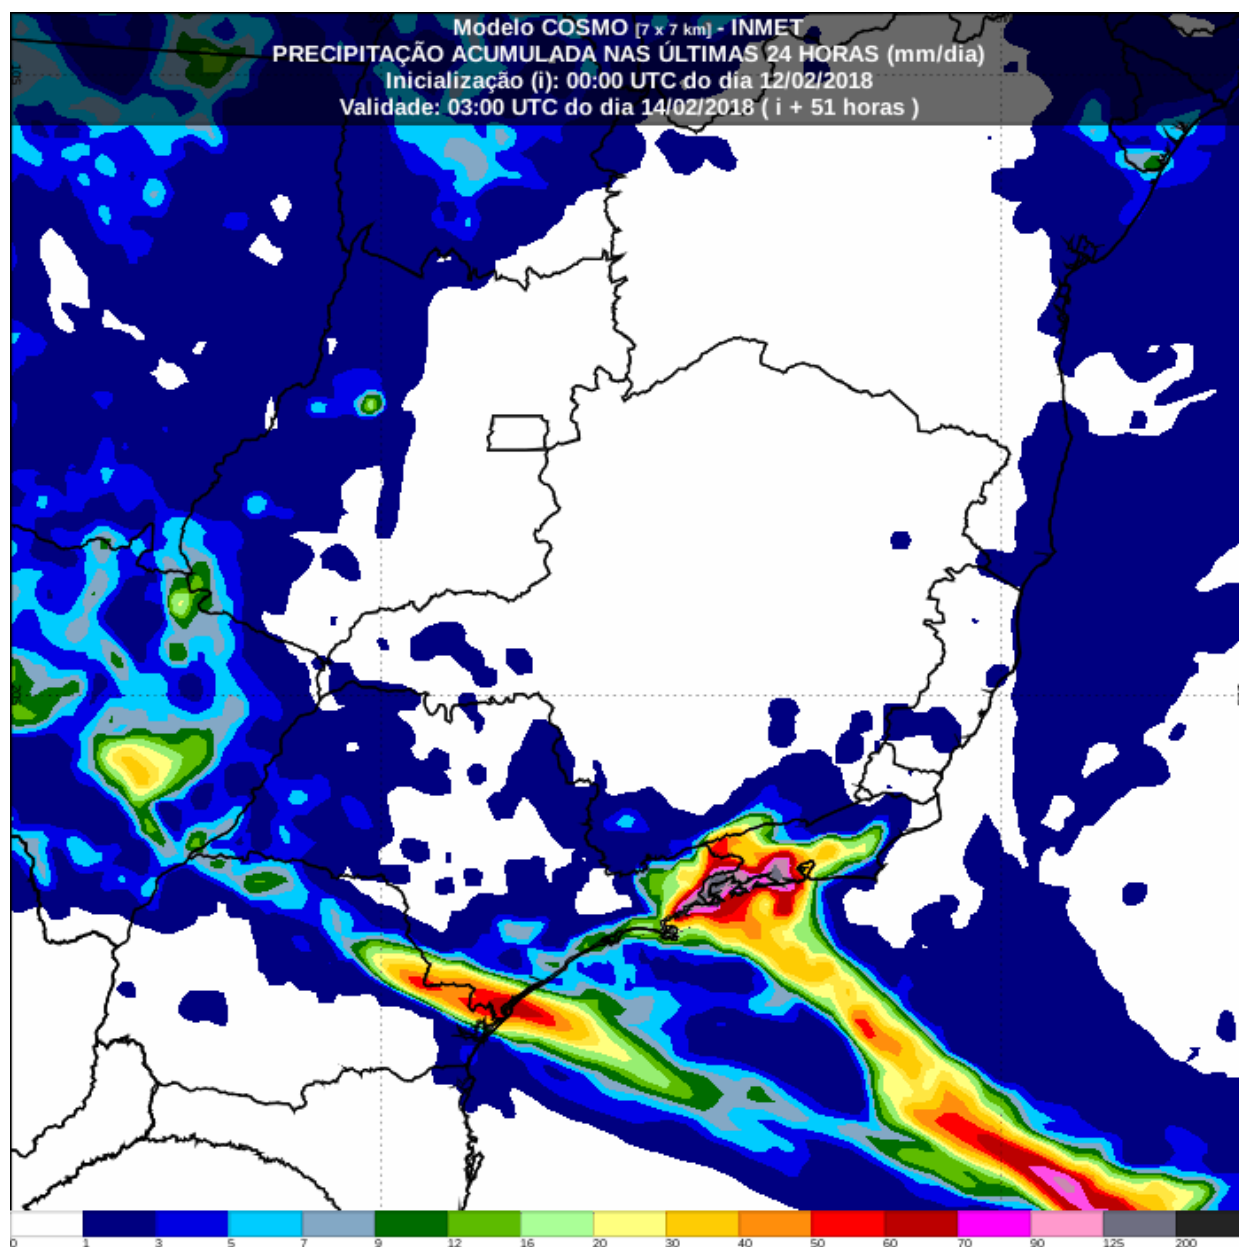 Modelo COSMO [7 x 7 km] - INMET
PRECIPITAÇÃO ACUMULADA NAS ÚLTIMAS 24 HORAS (mm/dia)
Inicialização (i): 00:00 UTC do dia 12/02/2018
Validade: 03:00 UTC do dia 14/02/2018 ( i + 51 horas )
10S
20S
0 1 3 5 7 9 12 16 20 30 40 50 60 70 90 125 200